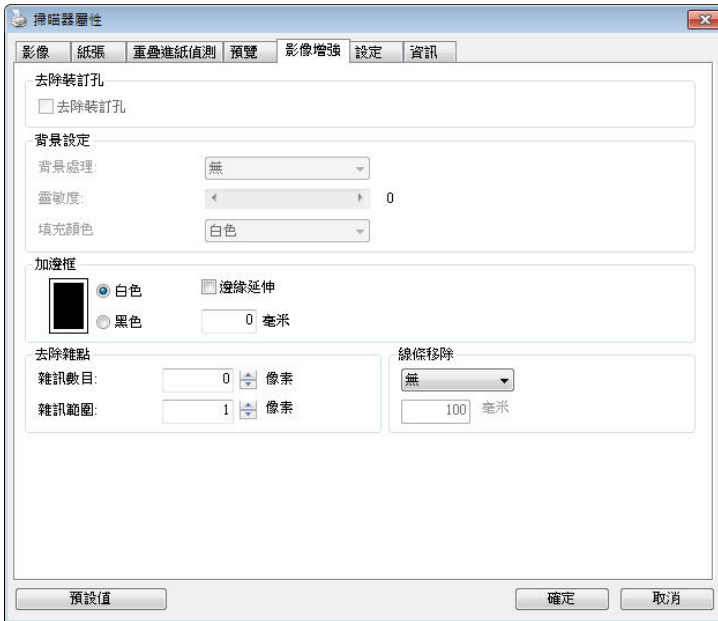 掃瞄器屬性
影像 紙張 重疊進紙偵測 預覽 影像增強 設定 資訊
去除裝訂孔
去除裝訂孔
背景設定
背景處理: 無
靈敏度: 0
填充顏色 白色
加邊框
白色 邊緣延伸
黑色 0 毫米
去除雜點 線條移除
雜訊數目: 0 像素 無
雜訊範圍: 1 像素 100 毫米
預設值 確定 取消